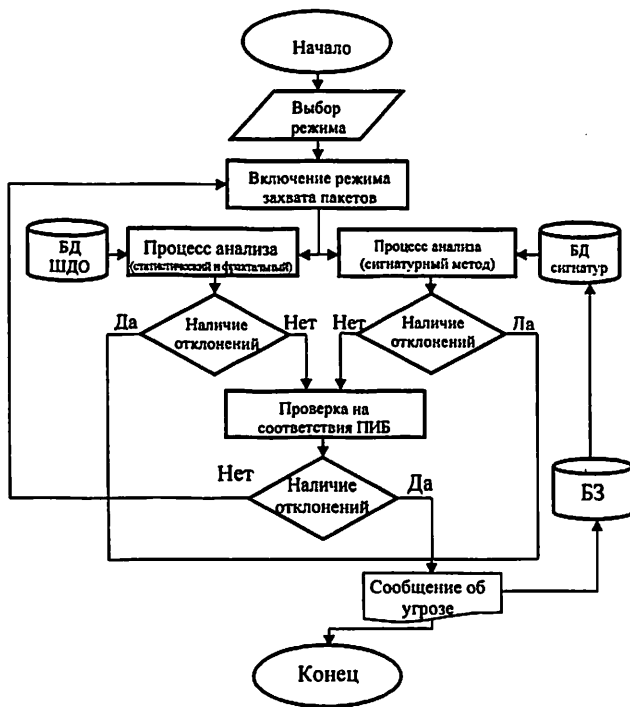 Начало
Выбор
режима
Включение режима
захвата пакетов
БД
ШДО
Процесс анализа
(статистический и фрактальный)
Процесс анализа
(сигнатурный метод)
БД
сигнатур
Да
Наличие
отклонений
Нет
Нет
Наличие
отклонений
Ла
Проверка на
соответствия ПИБ
Нет
Наличие
отклонений
Да
БЗ
Сообщение об
угрозе
Конец